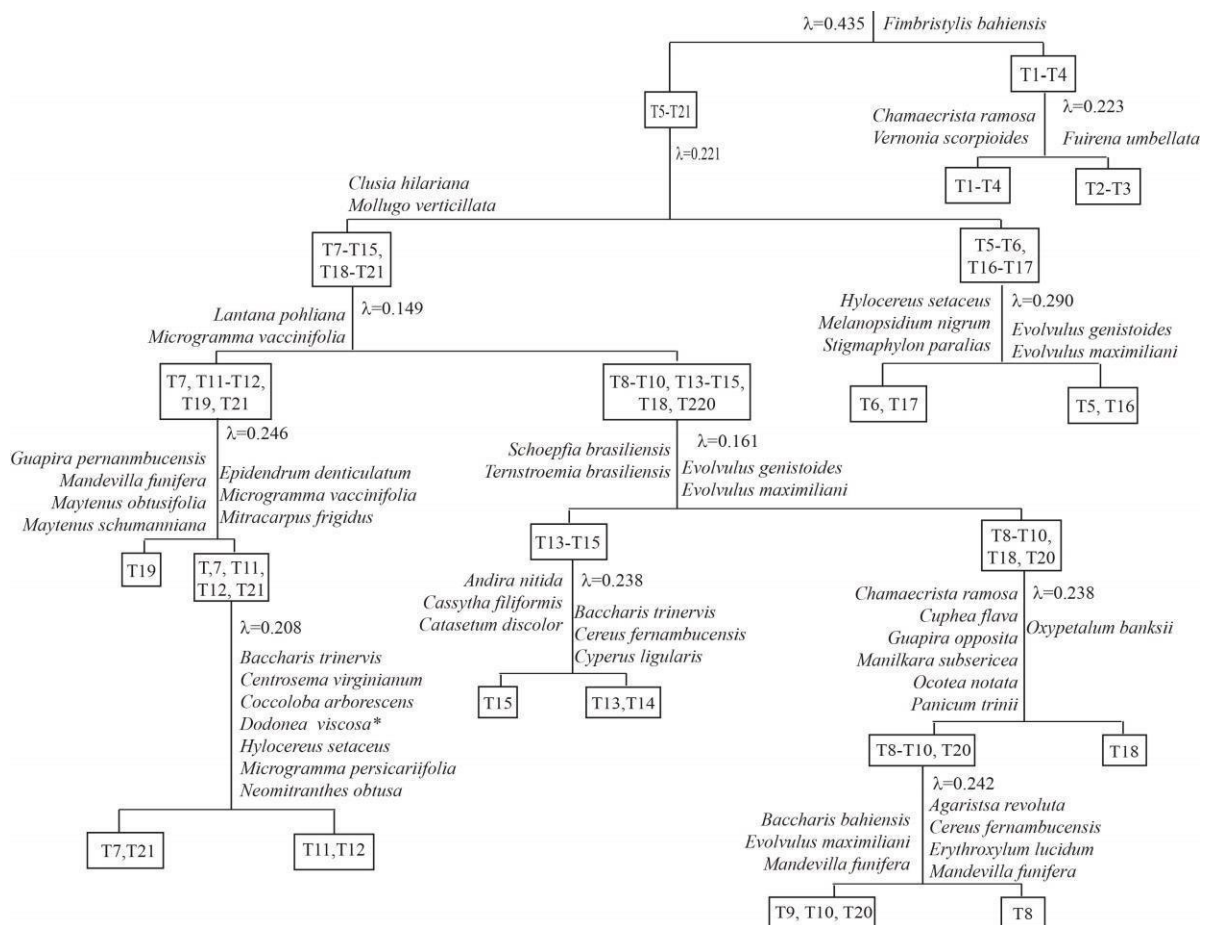 λ=0.435
Fimbristylis bahiensis
T1-T4
T5-T21
λ=0.223
Chamaecrista ramosa
Vernonia scorpioides
Fuirena umbellata
λ=0.221
T1-T4
T2-T3
Clusia hilariana
Mollugo verticillata
T7-T15,
T18-T21
T5-T6,
T16-T17
λ=0.149
Lantana pohliana
Microgramma vaccinifolia
Hylocereus setaceus
Melanopsidium nigrum
Stigmaphylon paralias
λ=0.290
Evolvulus genistoides
Evolvulus maximiliani
T7, T11-T12,
T19, T21
T8-T10, T13-T15,
T18, T220
T6, T17
T5, T16
λ=0.246
Guapira pernanmbucensis
Mandevilla funifera
Maytenus obtusifolia
Maytenus schumanniana
Epidendrum denticulatum
Microgramma vaccinifolia
Mitracarpus frigidus
λ=0.161
Schoepfia brasiliensis
Ternstroemia brasiliensis
Evolvulus genistoides
Evolvulus maximiliani
T19
T,7, T11,
T12, T21
T13-T15
T8-T10,
T18, T20
λ=0.208
Baccharis trinervis
Centrosema virginianum
Coccoloba arborescens
Dodonea viscosa*
Hylocereus setaceus
Microgramma persicariifolia
Neomitranthes obtusa
Andira nitida
Cassytha filiformis
Catasetum discolor
λ=0.238
Baccharis trinervis
Cereus fernambucensis
Cyperus ligularis
Chamaecrista ramosa
Cuphea flava
Guapira opposita
Manilkara subsericea
Ocotea notata
Panicum trinii
λ=0.238
Oxypetalum banksii
T15
T13,T14
T8-T10, T20
T18
λ=0.242
Baccharis bahiensis
Evolvulus maximiliani
Mandevilla funifera
Agaristsa revoluta
Cereus fernambucensis
Erythroxylum lucidum
Mandevilla funifera
T7,T21
T11,T12
T9, T10, T20
T8